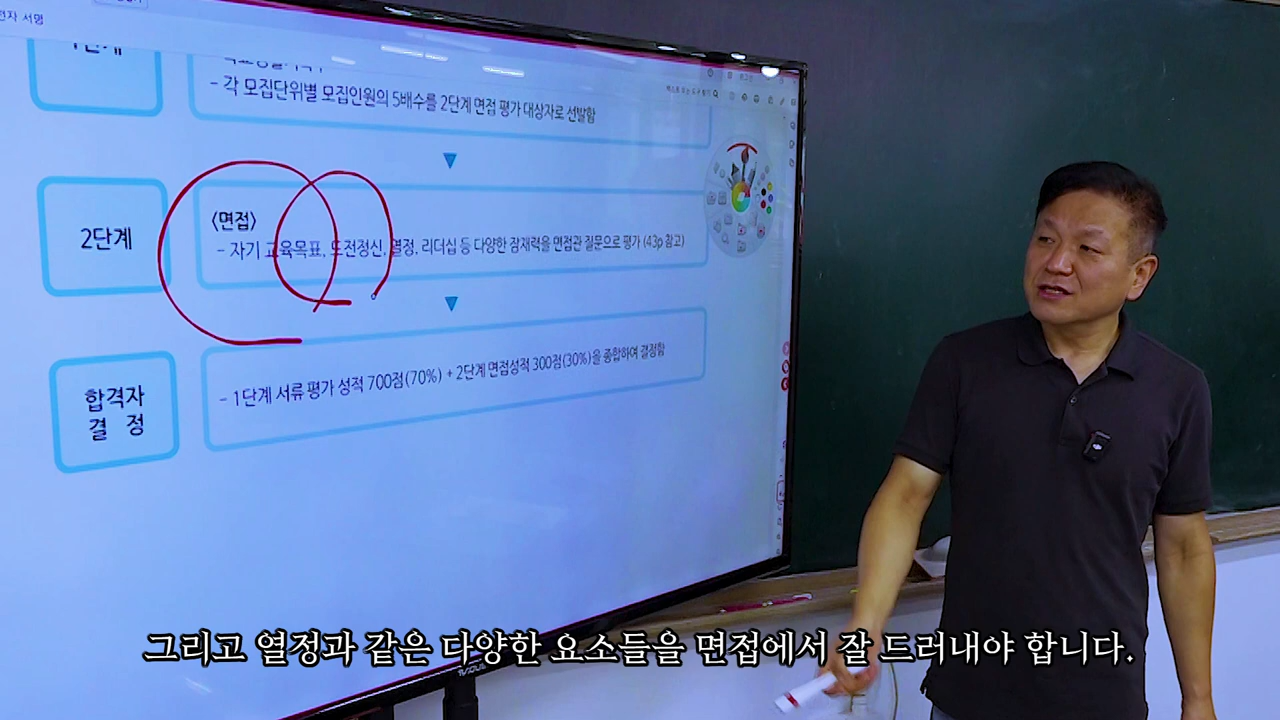 전자 서명
1단계
- 각 모집단위별 모집인원의 5배수를 2단계 면접 평가 대상자로 선발함
2단계
〈면접〉
- 자기 교육목표, 도전정신, 열정, 리더십 등 다양한 잠재력을 면접관 질문으로 평가 (43p 참고)
합격자
결 정
- 1단계 서류 평가 성적 700점(70%) + 2단계 면접성적 300점(30%)을 종합하여 결정함
그리고 열정과 같은 다양한 요소들을 면접에서 잘 드러내야 합니다.